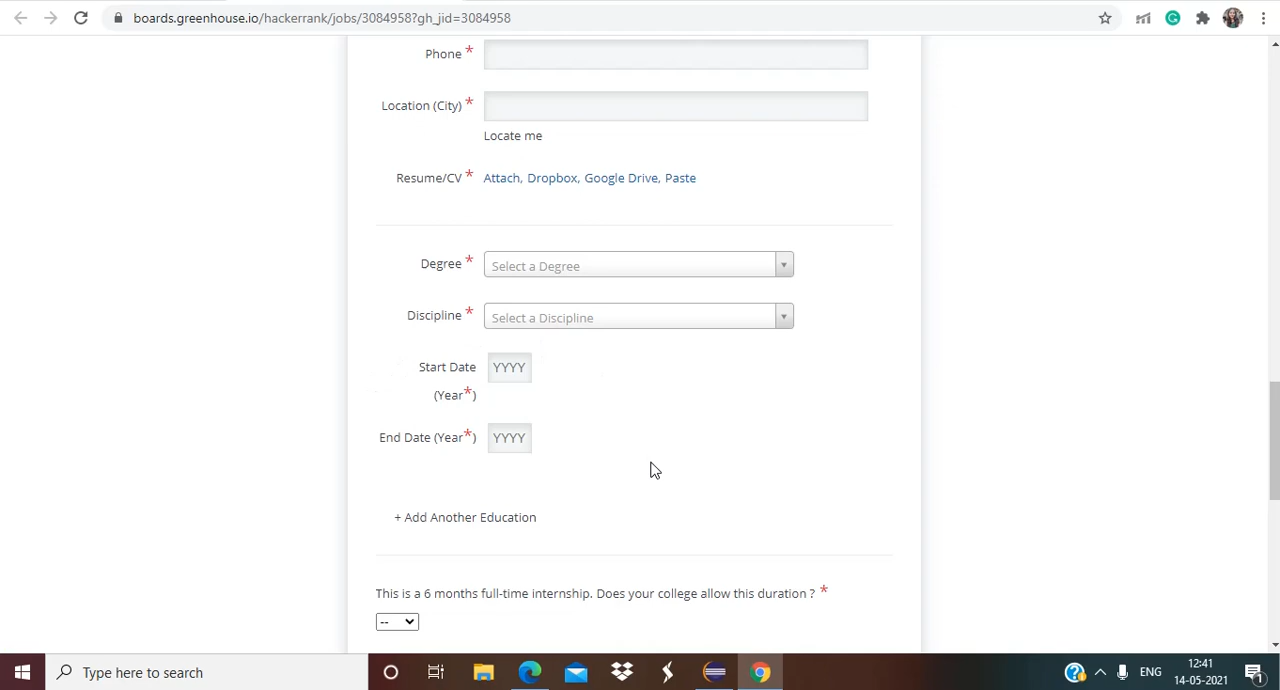 boards.greenhouse.io/hackerrank/jobs/3084958?gh_jid=3084958
Phone *
Location (City) *
Locate me
Resume/CV * Attach, Dropbox, Google Drive, Paste
Degree * Select a Degree
Discipline * Select a Discipline
Start Date YYYY
(Year*)
End Date (Year*) YYYY
+ Add Another Education
This is a 6 months full-time internship. Does your college allow this duration ? *
--
Type here to search
ENG
12:41
14-05-2021
1